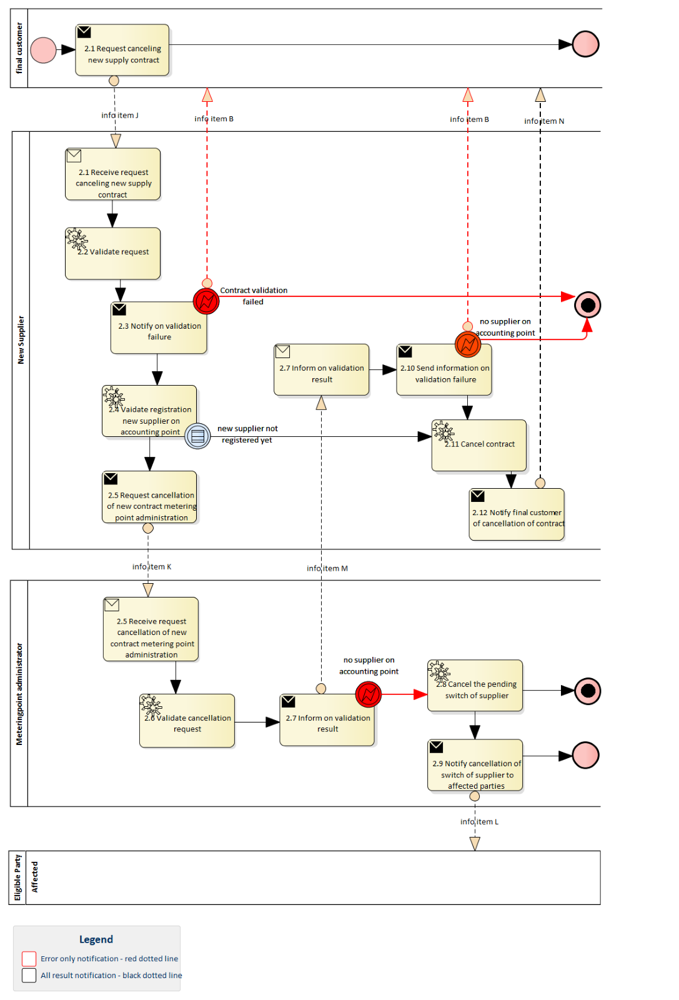 final customer
2.1 Request canceling
new supply contract
info item J
info item B
info item B
info item N
New Supplier
2.1 Receive request
canceling new supply
contract
2.2 Validate request
Contract validation
failed
2.3 Notify on validation
failure
no supplier on
accounting point
2.7 Inform on validation
result
2.10 Send information on
validation failure
2.4 Vaidate registration
new supplier on
accounting point
new supplier not
registered yet
2.11 Cancel contract
2.5 Request cancellation
of new contract metering
point administration
2.12 Notify final customer
of cancellation of contract
info item K
info item M
Meteringpoint administrator
2.5 Receive request
cancellation of new
contract metering point
administration
no supplier on
accounting point
2.8 Cancel the pending
switch of supplier
2.6 Validate cancellation
request
2.7 Inform on validation
result
2.9 Notify cancellation of
switch of supplier to
affected parties
info item L
Eligible Party
Affected
Legend
Error only notification - red dotted line
All result notification - black dotted line